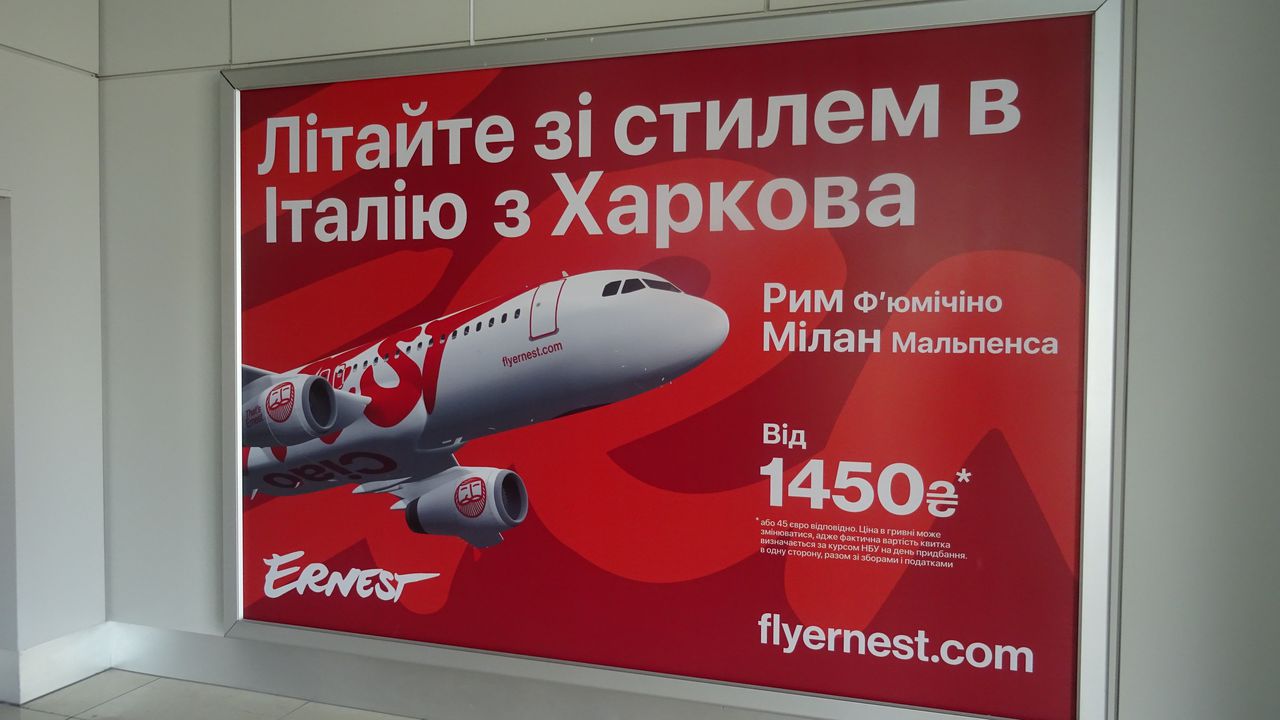 Літайте зі стилем в
Італію з Харкова
Рим Ф'юмічіно
Мілан Мальпенса
flyernest.com
That's
Ernest
Ciao
Від
1450₴*
* або 45 євро відповідно. Ціна в гривні може
змінюватися, адже фактична вартість квитка
визначається за курсом НБУ на день придбання.
в одну сторону, разом зі зборами і податками
ERNEST
flyernest.com